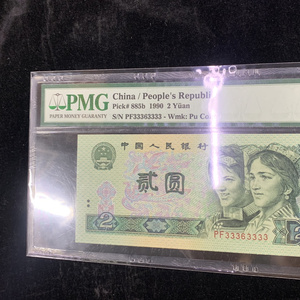 PMG
PAPER MONEY GUARANTY
China / People's Republ
Pick# 885b 1990 2 Yüan
S/N PF33363333 - Wmk: Pu Co
中国人民银行
贰圆
2
PF33363333